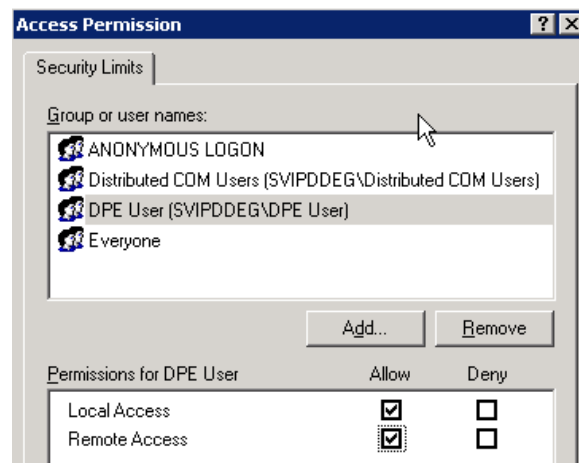 Access Permission
Security Limits
Group or user names:
ANONYMOUS LOGON
Distributed COM Users (SVIPDDEG\Distributed COM Users)
DPE User (SVIPDDEG\DPE User)
Everyone
Add... Remove
Permissions for DPE User Allow Deny
Local Access
Remote Access